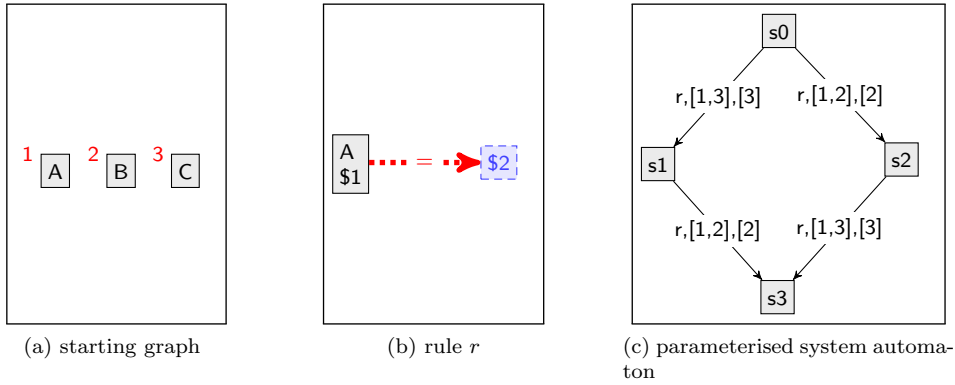 1
A
2
B
3
C
(a) starting graph
A
$1
=
$2
(b) rule r
s0
r,[1,3],[3]
r,[1,2],[2]
s1
s2
r,[1,2],[2]
r,[1,3],[3]
s3
(c) parameterised system automa-
ton